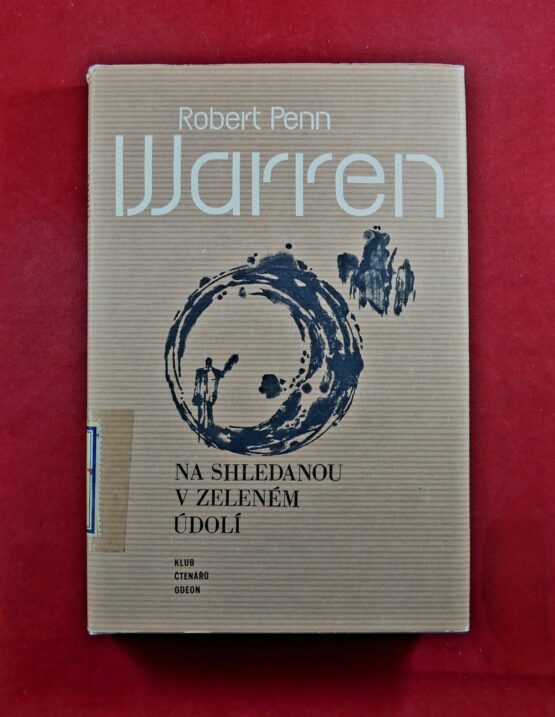 Robert Penn
Warren
NA SHLEDANOU
V ZELENÉM
ÚDOLÍ
KLUB
ČTENÁŘŮ
ODEON